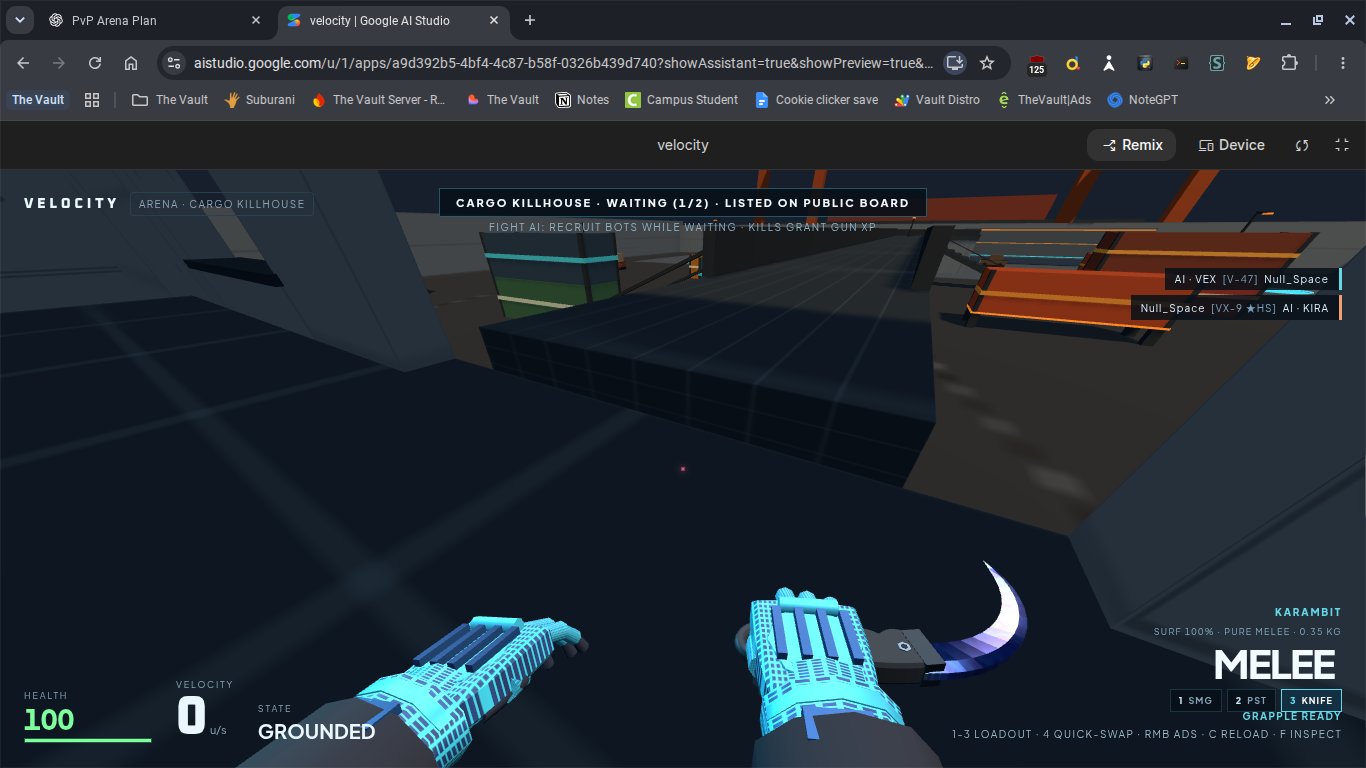 PvP Arena Plan
velocity | Google AI Studio
aistudio.google.com/u/1/apps/a9d392b5-4bf4-4c87-b58f-0326b439d740?showAssistant=true&showPreview=true&...
125
The Vault
The Vault
Suburani
The Vault Server - R...
The Vault
Notes
Campus Student
Cookie clicker save
Vault Distro
TheVault|Ads
NoteGPT
velocity
Remix
Device
VELOCITY
ARENA · CARGO KILLHOUSE
CARGO KILLHOUSE · WAITING (1/2) · LISTED ON PUBLIC BOARD
FIGHT AI: RECRUIT BOTS WHILE WAITING · KILLS GRANT GUN XP
AI · VEX [V-47] Null_Space
Null_Space [VX-9 ★HS] AI · KIRA
KARAMBIT
SURF 100% · PURE MELEE · 0.35 KG
MELEE
1 SMG
2 PST
3 KNIFE
GRAPPLE READY
1-3 LOADOUT · 4 QUICK-SWAP · RMB ADS · C RELOAD · F INSPECT
HEALTH
100
VELOCITY
0 u/s
STATE
GROUNDED